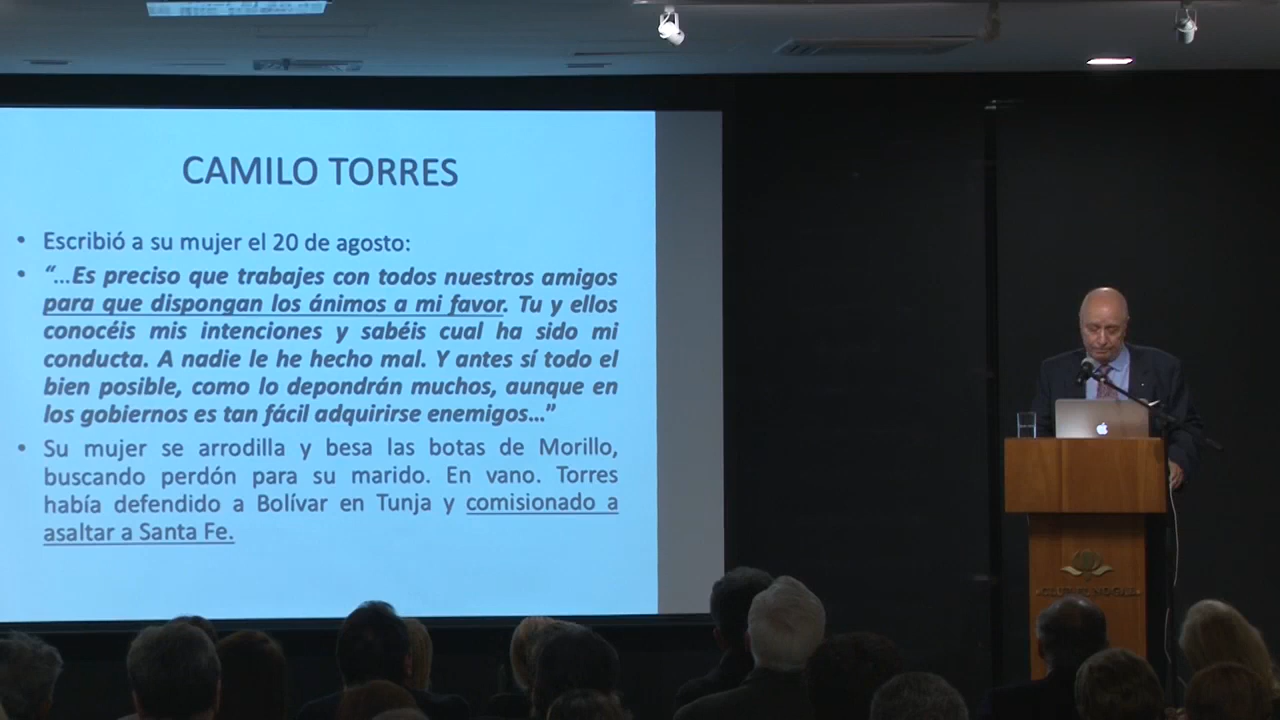 CAMILO TORRES
• Escribió a su mujer el 20 de agosto:
• “...Es preciso que trabajes con todos nuestros amigos
para que dispongan los ánimos a mi favor. Tu y ellos
conocéis mis intenciones y sabéis cual ha sido mi
conducta. A nadie le he hecho mal. Y antes sí todo el
bien posible, como lo depondrán muchos, aunque en
los gobiernos es tan fácil adquirirse enemigos...”
• Su mujer se arrodilla y besa las botas de Morillo,
buscando perdón para su marido. En vano. Torres
había defendido a Bolívar en Tunja y comisionado a
asaltar a Santa Fe.
CLUB EL NOGAL